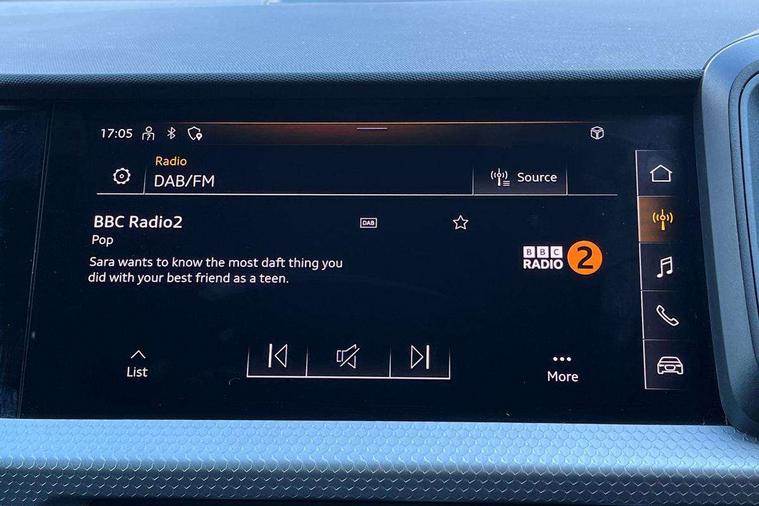 17:05
Radio
DAB/FM
Source
BBC Radio2
DAB
Pop
Sara wants to know the most daft thing you
did with your best friend as a teen.
BBC
RADIO 2
List
More